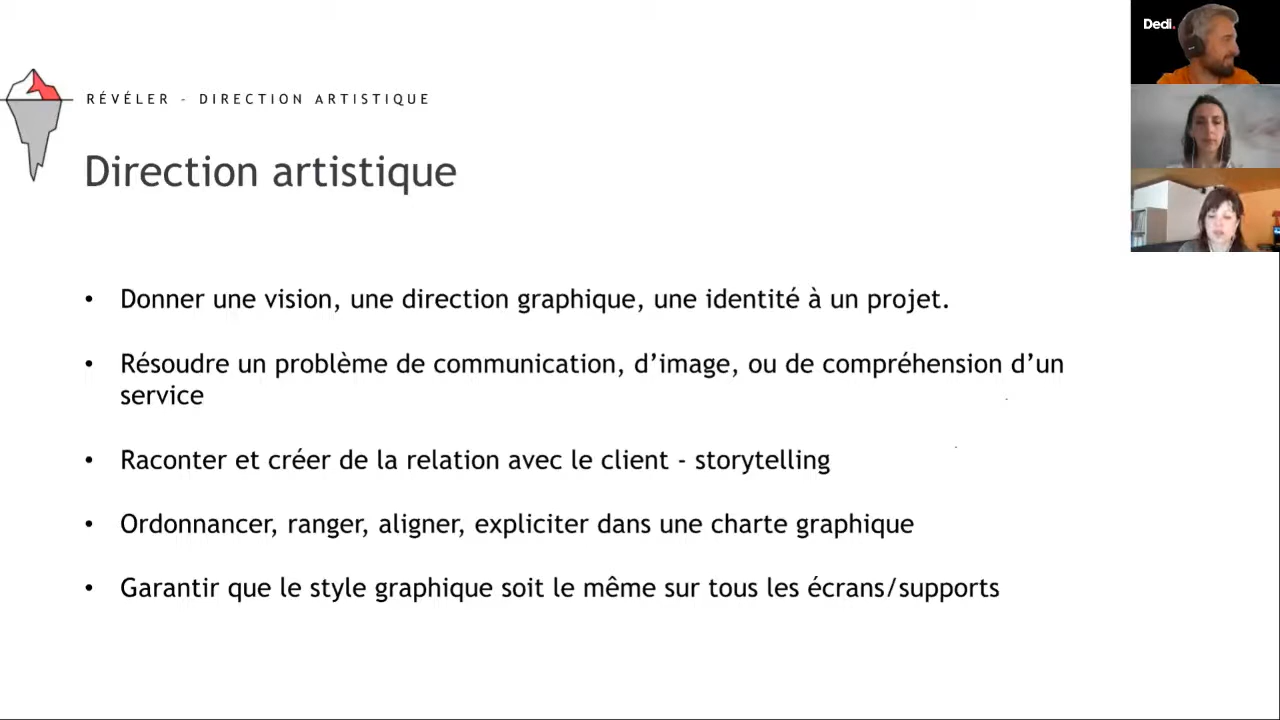 Dedi.
RÉVÉLER - DIRECTION ARTISTIQUE
Direction artistique
• Donner une vision, une direction graphique, une identité à un projet.
• Résoudre un problème de communication, d’image, ou de compréhension d’un
service
• Raconter et créer de la relation avec le client - storytelling
• Ordonnancer, ranger, aligner, expliciter dans une charte graphique
• Garantir que le style graphique soit le même sur tous les écrans/supports